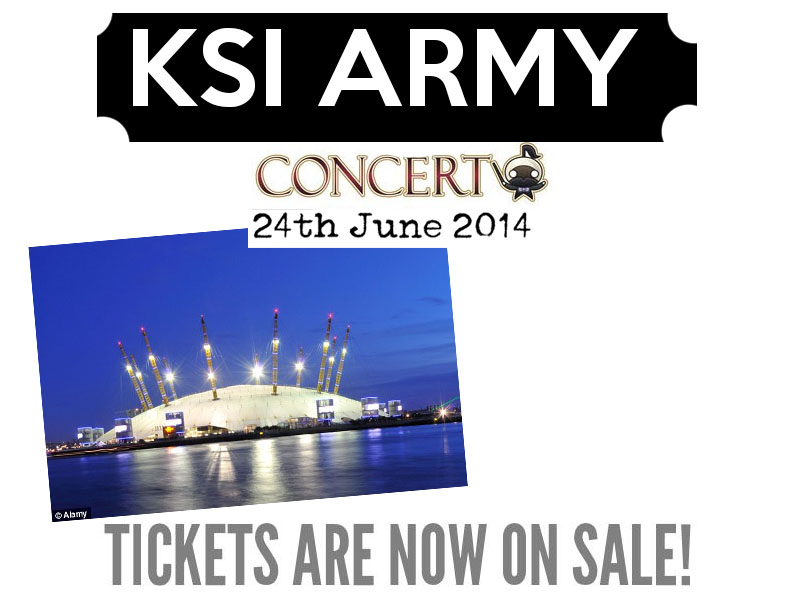 KSI ARMY
CONCERT
24th June 2014
© Alamy
TICKETS ARE NOW ON SALE!